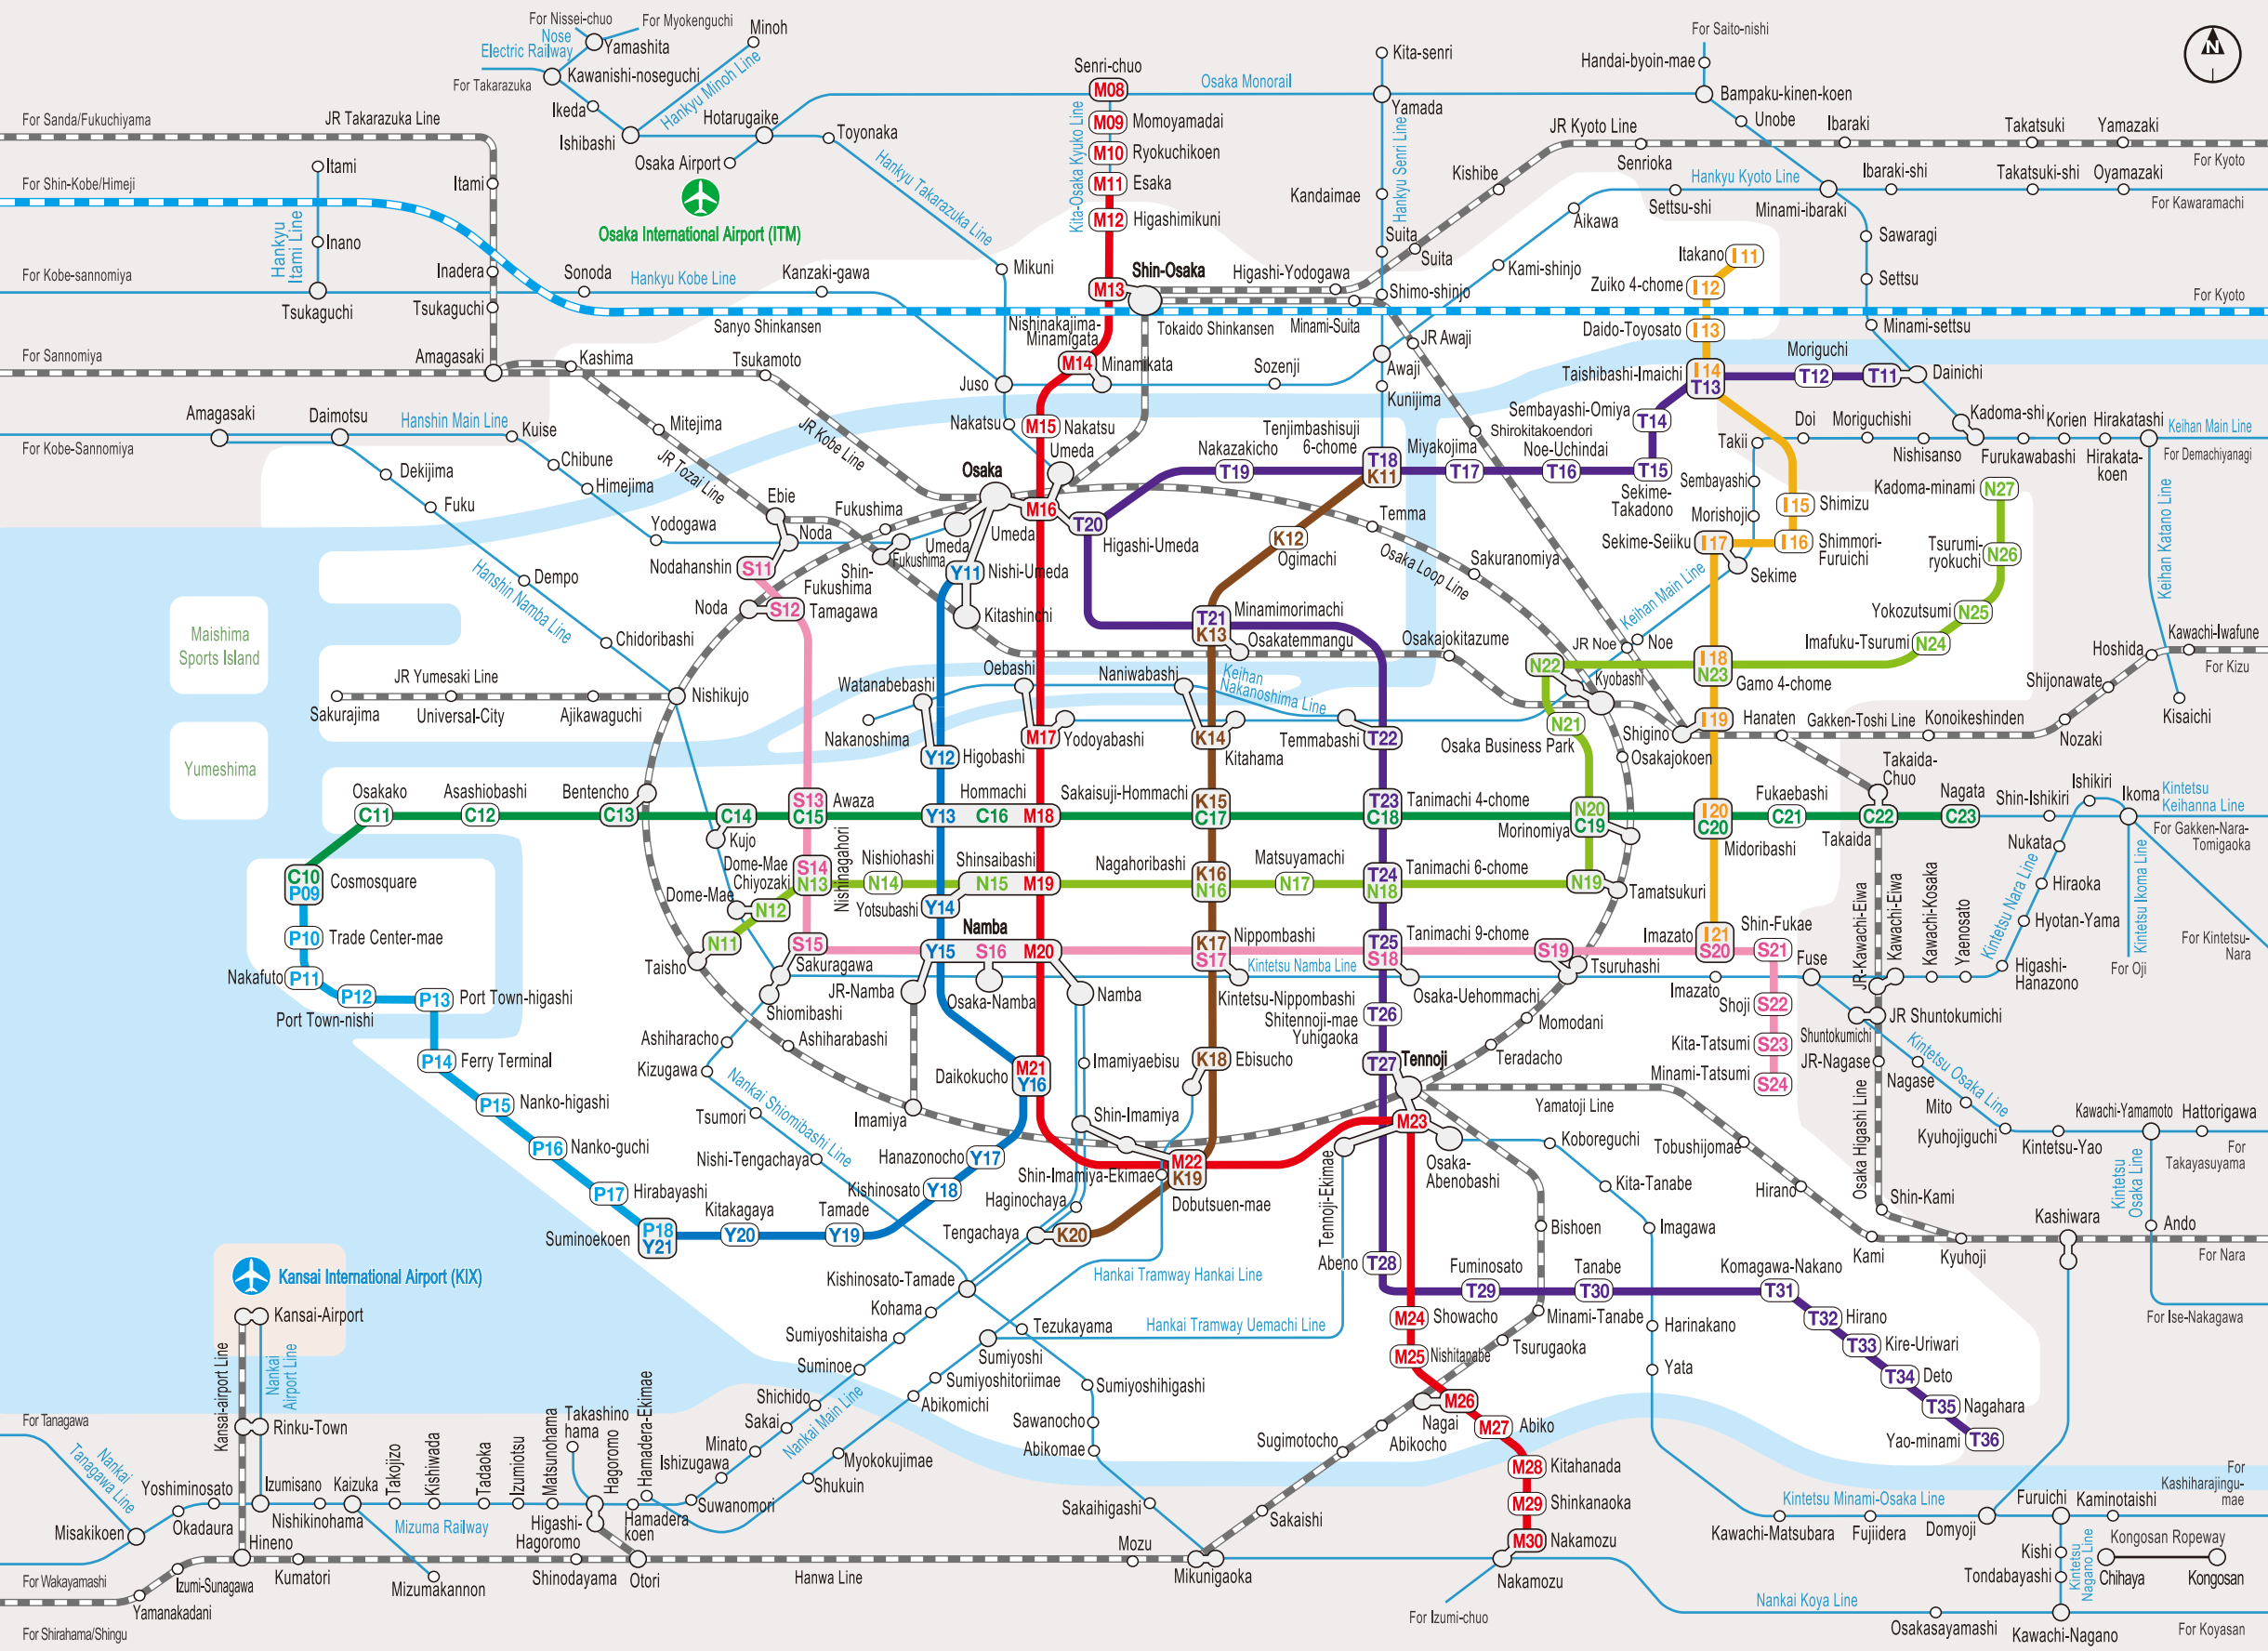 For Nissei-chuo
For Myokenguchi
Nose
Electric Railway
Yamashita
Minoh
For Takarazuka
Kawanishi-noseguchi
Hankyu Minoh Line
Ikeda
Ishibashi
Hotarugaike
Toyonaka
Osaka Airport
Osaka International Airport (ITM)
Senri-chuo
M08
Osaka Monorail
M09
Momoyamadai
M10
Ryokuchikoen
M11
Esaka
M12
Higashimikuni
Kita-Osaka Kyuko Line
Kita-senri
Yamada
Hankyu Senri Line
Kandaimae
Suita
Suita
For Saito-nishi
Handai-byoin-mae
Bampaku-kinen-koen
Unobe
JR Kyoto Line
Ibaraki
Takatsuki
Yamazaki
N
For Kyoto
Senrioka
Kishibe
Hankyu Kyoto Line
Ibaraki-shi
Takatsuki-shi
Oyamazaki
For Kawaramachi
Settsu-shi
Minami-ibaraki
Aikawa
Sawaragi
Kami-shinjo
Settsu
Minami-settsu
For Kyoto
For Sanda/Fukuchiyama
JR Takarazuka Line
For Shin-Kobe/Himeji
Itami
Itami
Hankyu
Itami Line
Inano
Inadera
For Kobe-sannomiya
Tsukaguchi
Tsukaguchi
Sonoda
Hankyu Kobe Line
Kanzaki-gawa
Hankyu Takarazuka Line
Mikuni
M13
Shin-Osaka
Higashi-Yodogawa
Shimo-shinjo
Sanyo Shinkansen
Nishinakajima-
Minamigata
Tokaido Shinkansen
Minami-Suita
JR Awaji
For Sannomiya
Amagasaki
Kashima
Tsukamoto
Juso
M14
Minamikata
Sozenji
Awaji
Kunijima
Itakano
I11
Zuiko 4-chome
I12
Daido-Toyosato
I13
Taishibashi-Imaichi
I14
T13
Moriguchi
T12
T11
Dainichi
Amagasaki
Daimotsu
Hanshin Main Line
For Kobe-Sannomiya
Kuise
Mitejima
JR Kobe Line
JR Tozai Line
Chibune
Himejima
Dekijima
Fuku
Yodogawa
Ebie
Fukushima
Noda
Nakatsu
M15
Nakatsu
Umeda
Osaka
M16
Umeda
Umeda
T20
Higashi-Umeda
Nakazakicho
T19
Tenjimbashisuji
6-chome
T18
K11
Miyakojima
T17
Shirokitakoendori
Noe-Uchindai
T16
Sembayashi-Omiya
T14
T15
Sekime-
Takadono
Takii
Doi
Moriguchishi
Nishisanso
Kadoma-shi
Korien
Furukawabashi
Hirakatashi
Hirakata-
koen
Keihan Main Line
For Demachiyanagi
Sembayashi
Morishoji
I15
Shimizu
I16
Shimmori-
Furuichi
Sekime-Seiiku
I17
Sekime
Keihan Main Line
Kadoma-minami
N27
Tsurumi-
ryokuchi
N26
Yokozutsumi
N25
Imafuku-Tsurumi
N24
Keihan Katano Line
Hanshin Namba Line
Dempo
Chidoribashi
Nodahanshin
S11
Noda
S12
Tamagawa
Shin-
Fukushima
Fukushima
Y11
Nishi-Umeda
Kitashinchi
K12
Ogimachi
Temma
Sakuranomiya
Osaka Loop Line
T21
K13
Minamimorimachi
Osakatemmangu
Osakajokitazume
JR Noe
Noe
N22
Kyobashi
I18
N23
Gamo 4-chome
Maishima
Sports Island
Yumeshima
JR Yumesaki Line
Sakurajima
Universal-City
Ajikawaguchi
Nishikujo
Watanabebashi
Nakanoshima
Oebashi
Naniwabashi
Keihan
Nakanoshima Line
Y12
Higobashi
M17
Yodoyabashi
K14
Kitahama
Temmabashi
T22
N21
Osaka Business Park
Osakajokoen
Shigino
I19
Hanaten
Gakken-Toshi Line
Konoikeshinden
Nozaki
Shijonawate
Hoshida
Kawachi-Iwafune
For Kizu
Kisaichi
Osakako
C11
Asashiobashi
C12
Bentencho
C13
C14
Kujo
S13
C15
Awaza
Hommachi
Y13
C16
M18
Sakaisuji-Hommachi
K15
C17
T23
C18
Tanimachi 4-chome
N20
C19
Morinomiya
I20
C20
Midoribashi
Fukaebashi
C21
Takaida-
Chuo
C22
Takaida
Nagata
C23
Shin-Ishikiri
Ishikiri
Ikoma
Kintetsu
Keihanna Line
For Gakken-Nara-
Tomigaoka
Nukata
Hiraoka
Hyotan-Yama
Kintetsu Nara Line
Kintetsu Ikoma Line
For Kintetsu-
Nara
For Oji
Higashi-
Hanazono
C10
P09
Cosmosquare
P10
Trade Center-mae
Nakafuto
P11
P12
Port Town-nishi
P13
Port Town-higashi
P14
Ferry Terminal
P15
Nanko-higashi
P16
Nanko-guchi
P17
Hirabayashi
P18
Y21
Suminoekoen
Dome-Mae
Chiyozaki
S14
N13
Nishinagahori
Dome-Mae
N12
N11
Taisho
Nishiohashi
N14
Shinsaibashi
N15
M19
Yotsubashi
Y14
Nagahoribashi
K16
N16
Matsuyamachi
N17
T24
N18
Tanimachi 6-chome
N19
Tamatsukuri
S15
Sakuragawa
Namba
Y15
S16
M20
JR-Namba
Osaka-Namba
Namba
K17
S17
Nippombashi
Kintetsu Namba Line
Kintetsu-Nippombashi
T25
S18
Tanimachi 9-chome
Osaka-Uehommachi
S19
Tsuruhashi
Imazato
I21
S20
Imazato
Shin-Fukae
S21
Shoji
S22
Kita-Tatsumi
S23
Minami-Tatsumi
S24
Fuse
JR-Kawachi-Eiwa
Kawachi-Eiwa
Kawachi-Kosaka
Yaenosato
Shuntokumichi
JR Shuntokumichi
JR-Nagase
Nagase
Mito
Kyuhojiguchi
Kintetsu Osaka Line
Kintetsu-Yao
Kawachi-Yamamoto
Hattorigawa
For
Takayasuyama
Shiomibashi
Ashiharacho
Ashiharabashi
Kizugawa
Tsumori
Nankai Shiomibashi Line
Nishi-Tengachaya
Imamiya
Daikokucho
M21
Y16
Imamiyaebisu
K18
Ebisucho
Shin-Imamiya
Shin-Imamiya-Ekimae
M22
K19
Dobutsuen-mae
Shitennoji-mae
Yuhigaoka
T26
T27
Tennoji
M23
Momodani
Teradacho
Tennoji-Ekimae
Osaka-
Abenobashi
Yamatoji Line
Koboreguchi
Tobushijomae
Kita-Tanabe
Hirano
Imagawa
Bishoen
Osaka Higashi Line
Shin-Kami
Kami
Kyuhoji
Kashiwara
Kintetsu
Osaka Line
Ando
For Nara
For Ise-Nakagawa
Hanazonocho
Y17
Kishinosato
Y18
Tamade
Y19
Kitakagaya
Y20
Haginochaya
Tengachaya
K20
Kishinosato-Tamade
Kohama
Sumiyoshitaisha
Suminoe
Shichido
Sakai
Minato
Ishizugawa
Nankai Main Line
Hankai Tramway Hankai Line
Hankai Tramway Uemachi Line
Tezukayama
Sumiyoshi
Sumiyoshitoriimae
Abikomichi
Sumiyoshihigashi
Sawanocho
Abikomae
Myokokujimae
Shukuin
Suwanomori
Abeno
T28
Fuminosato
T29
Tanabe
T30
Komagawa-Nakano
T31
T32
Hirano
T33
Kire-Uriwari
T34
Deto
T35
Nagahara
Yao-minami
T36
M24
Showacho
M25
Nishitanabe
Minami-Tanabe
Tsurugaoka
Harinakano
Yata
M26
Nagai
M27
Abiko
Abikocho
Sugimotocho
M28
Kitahanada
M29
Shinkanaoka
M30
Nakamozu
Nakamozu
For Izumi-chuo
Sakaishi
Sakaihigashi
Mikunigaoka
Mozu
Hanwa Line
Kansai International Airport (KIX)
Kansai-Airport
Kansai-airport Line
Nankai
Airport Line
Rinku-Town
For Tanagawa
Nankai
Tanagawa Line
Misakikoen
Okadaura
Yoshiminosato
Izumisano
Nishikinohama
Kaizuka
Takojizo
Kishiwada
Tadaoka
Izumiotsu
Matsunohama
Takashino
hama
Hagoromo
Hamadera-Ekimae
Hamadera
koen
Higashi-
Hagoromo
Mizuma Railway
Mizumakannon
Hineno
Kumatori
Shinodayama
Otori
Izumi-Sunagawa
For Wakayamashi
Yamanakadani
For Shirahama/Shingu
Kintetsu Minami-Osaka Line
Kawachi-Matsubara
Fujiidera
Domyoji
Furuichi
Kaminotaishi
For
Kashiharajingu-
mae
Kongosan Ropeway
Chihaya
Kongosan
Kishi
Tondabayashi
Kintetsu
Nagano Line
Nankai Koya Line
Osakasayamashi
Kawachi-Nagano
For Koyasan